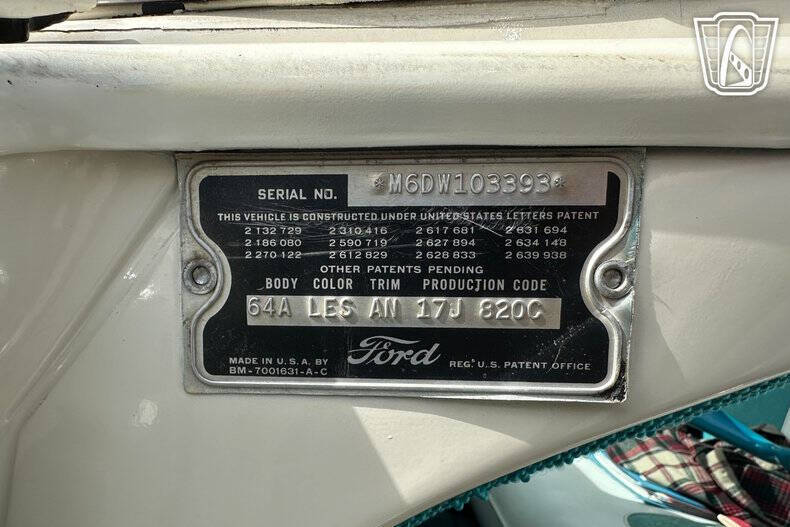 SERIAL NO. *M6DW103393*
THIS VEHICLE IS CONSTRUCTED UNDER UNITED STATES LETTERS PATENT
2 132 729 2 310 416 2 617 681 2 631 694
2 186 080 2 590 719 2 627 894 2 634 148
2 270 122 2 612 829 2 628 833 2 639 938
OTHER PATENTS PENDING
BODY COLOR TRIM PRODUCTION CODE
64A LES AN 17J 820C
MADE IN U.S.A. BY Ford REG. U.S. PATENT OFFICE
BM-7001631-A-C